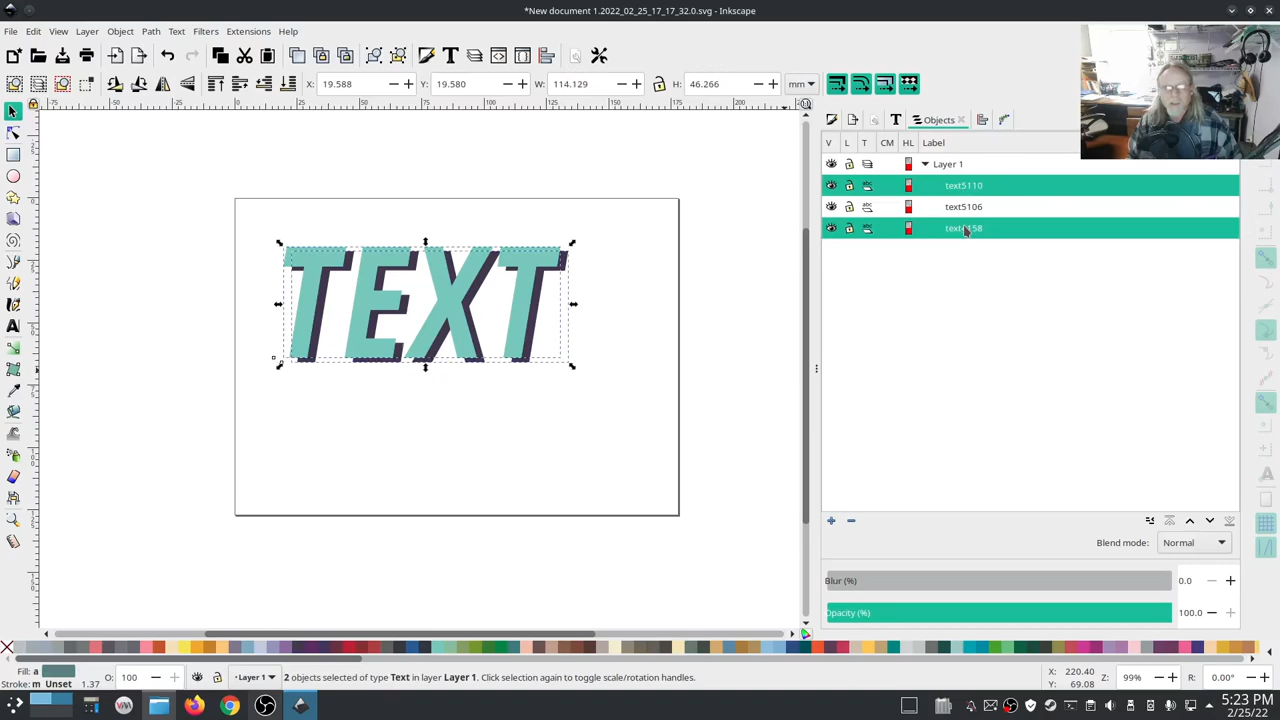 *New document 1.2022_02_25_17_17_32.0.svg - Inkscape
File Edit View Layer Object Path Text Filters Extensions Help
X: 19.588 Y: 19.580 W: 114.129 H: 46.266 mm
Objects
V L T CM HL Label
Layer 1
text5110
text5106
TEXT
Blend mode: Normal
Blur (%) 0.0
Opacity (%) 100.0
Fill: a
Stroke: m Unset 1.37
O: 100
Layer 1
2 objects selected of type Text in layer Layer 1. Click selection again to toggle scale/rotation handles.
X: 220.40
Y: 69.08
Z: 99%
R: 0.00°
5:23 PM
2/25/22